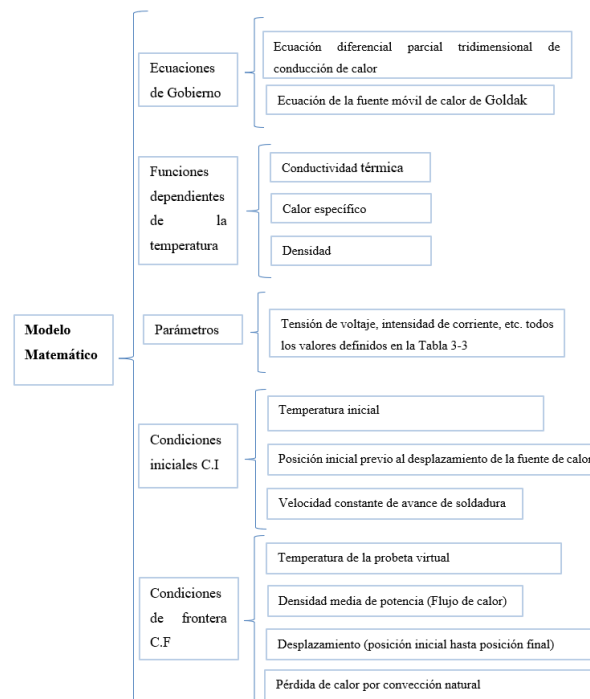 Ecuaciones
de Gobierno
Ecuación diferencial parcial tridimensional de
conducción de calor
Ecuación de la fuente móvil de calor de Goldak
Funciones
dependientes
de la
temperatura
Conductividad térmica
Calor específico
Densidad
Modelo
Matemático
Parámetros
Tensión de voltaje, intensidad de corriente, etc. todos
los valores definidos en la Tabla 3-3
Condiciones
iniciales C.I
Temperatura inicial
Posición inicial previo al desplazamiento de la fuente de calor
Velocidad constante de avance de soldadura
Condiciones
de frontera
C.F
Temperatura de la probeta virtual
Densidad media de potencia (Flujo de calor)
Desplazamiento (posición inicial hasta posición final)
Pérdida de calor por convección natural